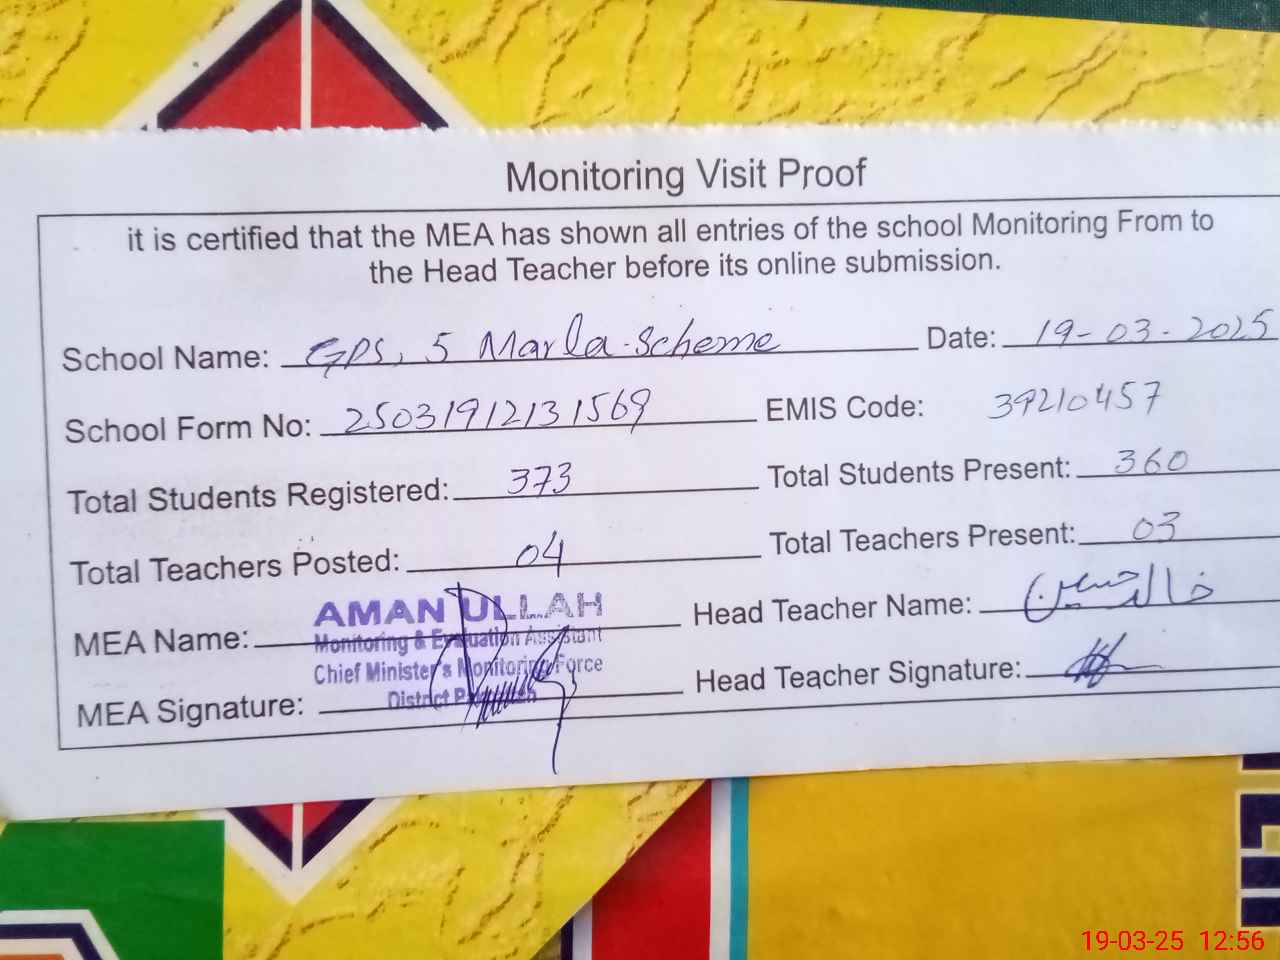 Monitoring Visit Proof
it is certified that the MEA has shown all entries of the school Monitoring From to
the Head Teacher before its online submission.
School Name: GPS, 5 Marla Scheme Date: 19-03-2025
School Form No: 25031912131569 EMIS Code: 39210457
Total Students Registered: 373 Total Students Present: 360
Total Teachers Posted: 04 Total Teachers Present: 03
MEA Name: AMAN ULLAH Head Teacher Name: خالد حسین
Monitoring & Evaluation Assistant
Chief Minister's Monitoring Force
District
MEA Signature: Head Teacher Signature:
19-03-25 12:56